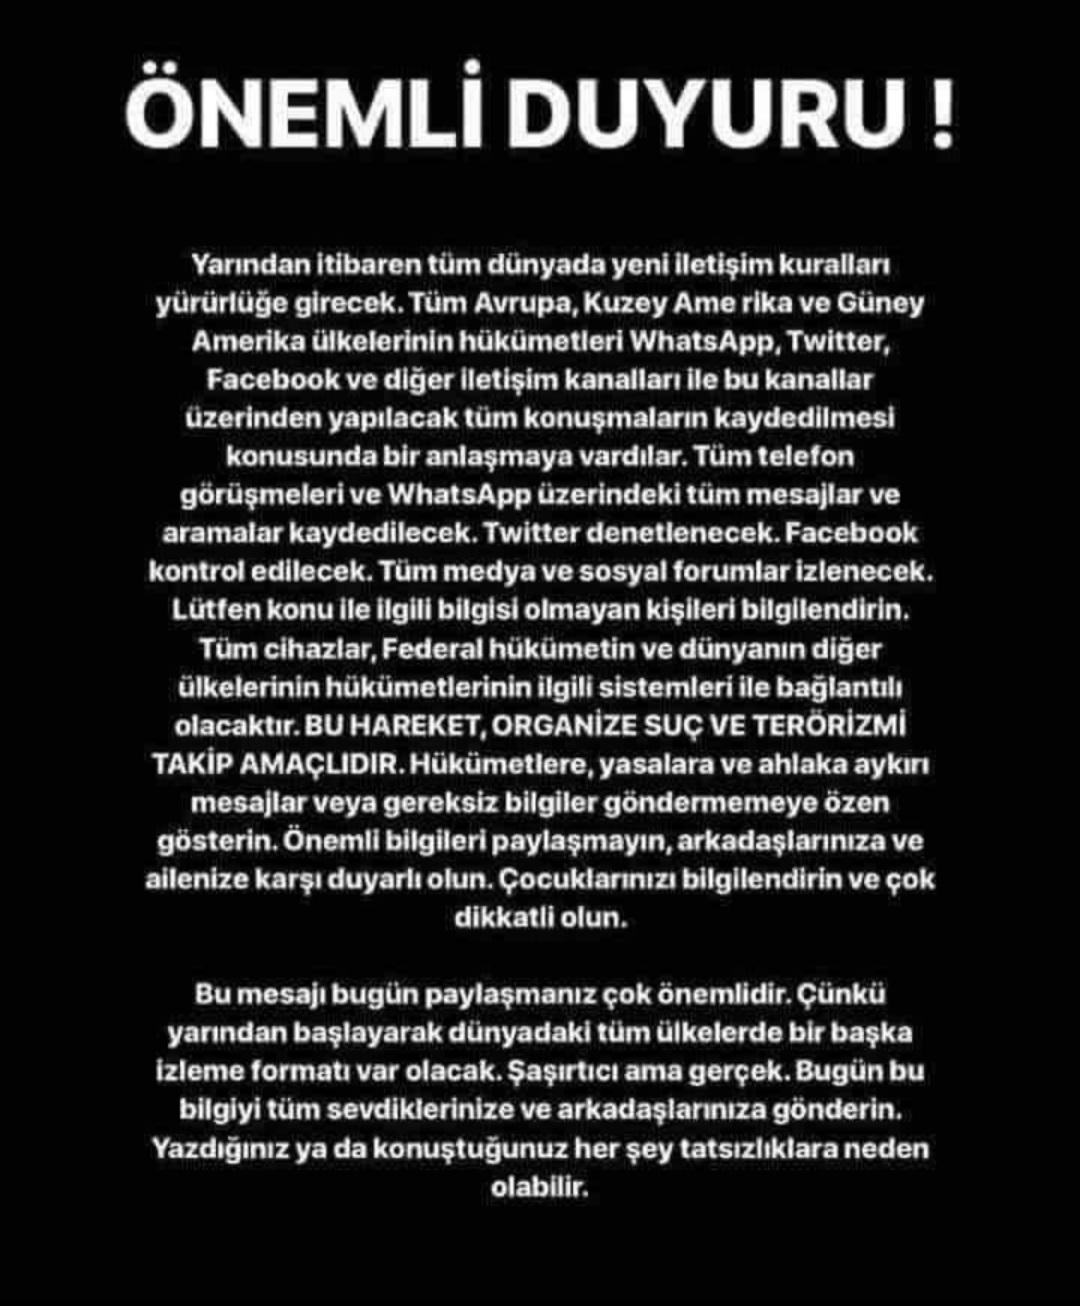 ÖNEMLİ DUYURU !
Yarından itibaren tüm dünyada yeni iletişim kuralları
yürürlüğe girecek. Tüm Avrupa, Kuzey Ame rika ve Güney
Amerika ülkelerinin hükümetleri WhatsApp, Twitter,
Facebook ve diğer iletişim kanalları ile bu kanallar
üzerinden yapılacak tüm konuşmaların kaydedilmesi
konusunda bir anlaşmaya vardılar. Tüm telefon
görüşmeleri ve WhatsApp üzerindeki tüm mesajlar ve
aramalar kaydedilecek. Twitter denetlenecek. Facebook
kontrol edilecek. Tüm medya ve sosyal forumlar izlenecek.
Lütfen konu ile ilgili bilgisi olmayan kişileri bilgilendirin.
Tüm cihazlar, Federal hükümetin ve dünyanın diğer
ülkelerinin hükümetlerinin ilgili sistemleri ile bağlantılı
olacaktır. BU HAREKET, ORGANİZE SUÇ VE TERÖRİZMİ
TAKİP AMAÇLIDIR. Hükümetlere, yasalara ve ahlaka aykırı
mesajlar veya gereksiz bilgiler göndermemeye özen
gösterin. Önemli bilgileri paylaşmayın, arkadaşlarınıza ve
ailenize karşı duyarlı olun. Çocuklarınızı bilgilendirin ve çok
dikkatli olun.
Bu mesajı bugün paylaşmanız çok önemlidir. Çünkü
yarından başlayarak dünyadaki tüm ülkelerde bir başka
izleme formatı var olacak. Şaşırtıcı ama gerçek. Bugün bu
bilgiyi tüm sevdiklerinize ve arkadaşlarınıza gönderin.
Yazdığınız ya da konuştuğunuz her şey tatsızlıklara neden
olabilir.